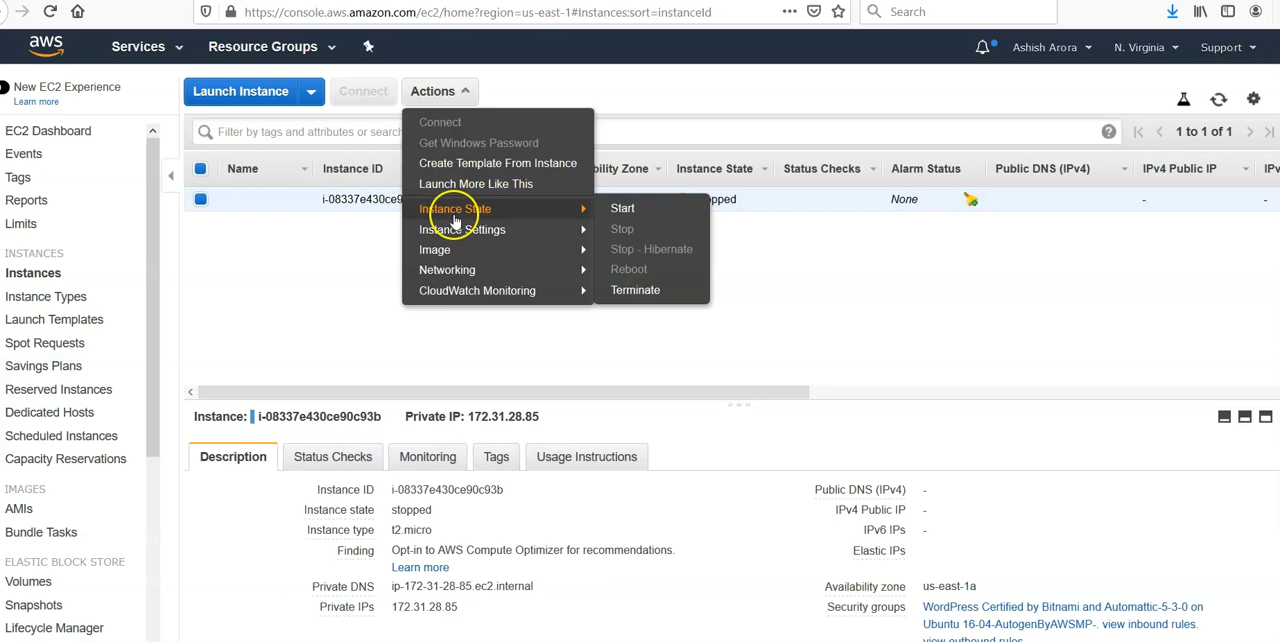 https://console.aws.amazon.com/ec2/home?region=us-east-1#Instances:sort=instanceId
Search
aws
Services
Resource Groups
Ashish Arora
N. Virginia
Support
New EC2 Experience
Learn more
EC2 Dashboard
Events
Tags
Reports
Limits
INSTANCES
Instances
Instance Types
Launch Templates
Spot Requests
Savings Plans
Reserved Instances
Dedicated Hosts
Scheduled Instances
Capacity Reservations
IMAGES
AMIs
Bundle Tasks
ELASTIC BLOCK STORE
Volumes
Snapshots
Lifecycle Manager
Launch Instance
Connect
Actions
Filter by tags and attributes or search
1 to 1 of 1
Name
Instance ID
bility Zone
Instance State
Status Checks
Alarm Status
Public DNS (IPv4)
IPv4 Public IP
IPv
i-08337e430ce9
pped
None
-
-
Connect
Get Windows Password
Create Template From Instance
Launch More Like This
Instance State
Instance Settings
Image
Networking
CloudWatch Monitoring
Start
Stop
Stop - Hibernate
Reboot
Terminate
Instance: i-08337e430ce90c93b Private IP: 172.31.28.85
Description
Status Checks
Monitoring
Tags
Usage Instructions
Instance ID i-08337e430ce90c93b
Instance state stopped
Instance type t2.micro
Finding Opt-in to AWS Compute Optimizer for recommendations.
Learn more
Private DNS ip-172-31-28-85.ec2.internal
Private IPs 172.31.28.85
Public DNS (IPv4) -
IPv4 Public IP -
IPv6 IPs -
Elastic IPs
Availability zone us-east-1a
Security groups WordPress Certified by Bitnami and Automattic-5-3-0 on
Ubuntu 16-04-AutogenByAWSMP-. view inbound rules.
view outbound rules